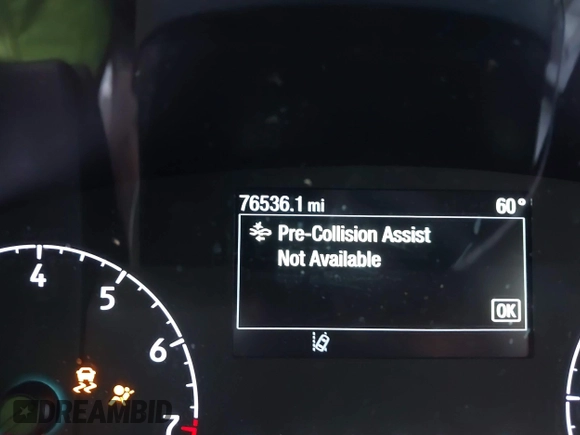 76536.1 mi 60°
Pre-Collision Assist
Not Available
OK
4
5
6
7
DREAMBID